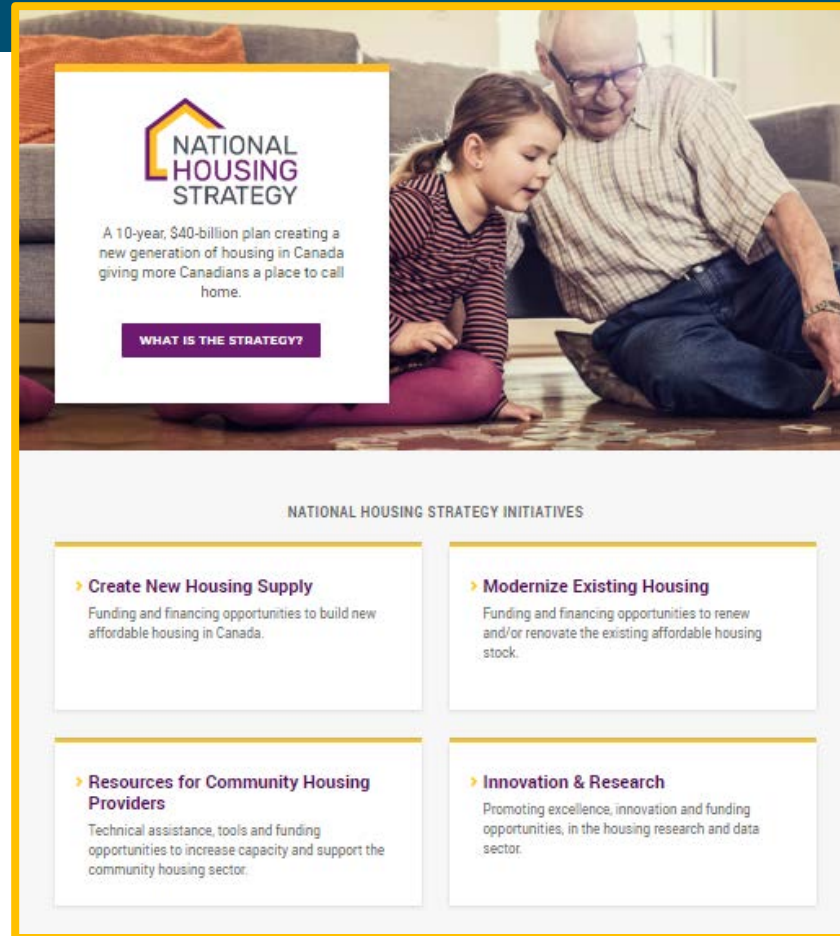 NATIONAL
HOUSING
STRATEGY
A 10-year, $40-billion plan creating a
new generation of housing in Canada
giving more Canadians a place to call
home.
WHAT IS THE STRATEGY?
NATIONAL HOUSING STRATEGY INITIATIVES
Create New Housing Supply
Funding and financing opportunities to build new
affordable housing in Canada.
Modernize Existing Housing
Funding and financing opportunities to renew
and/or renovate the existing affordable housing
stock.
Resources for Community Housing
Providers
Technical assistance, tools and funding
opportunities to increase capacity and support the
community housing sector.
Innovation & Research
Promoting excellence, innovation and funding
opportunities, in the housing research and data
sector.